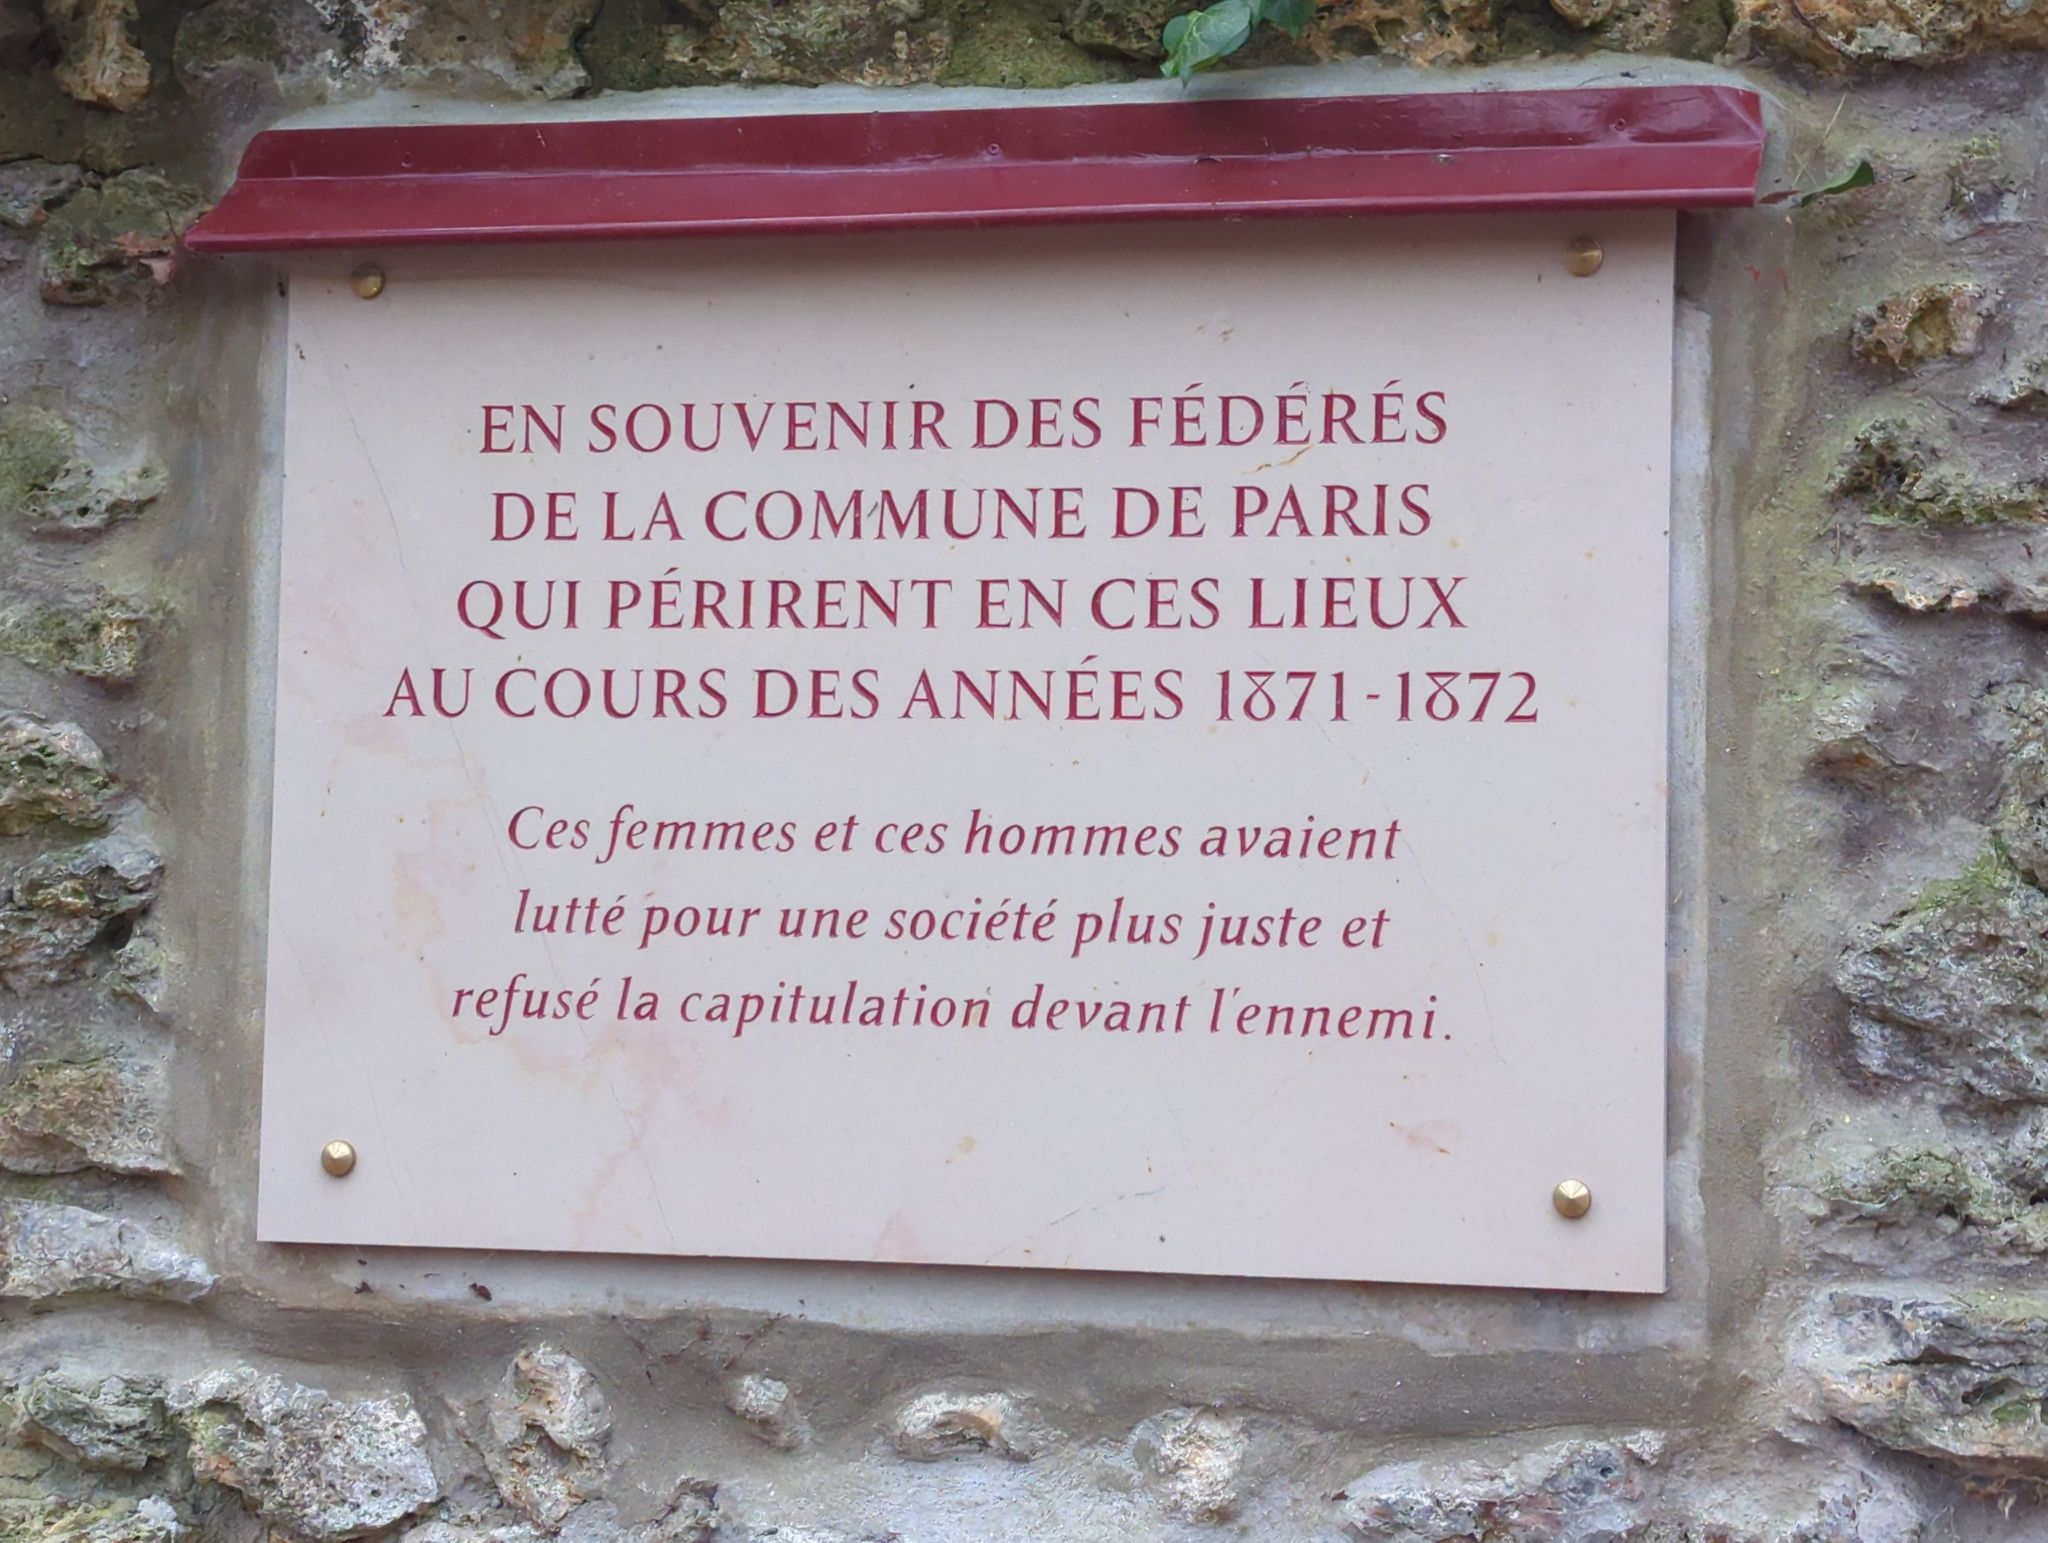 EN SOUVENIR DES FÉDÉRÉS
DE LA COMMUNE DE PARIS
QUI PÉRIRENT EN CES LIEUX
AU COURS DES ANNÉES 1871-1872
Ces femmes et ces hommes avaient
lutté pour une société plus juste et
refusé la capitulation devant l'ennemi.